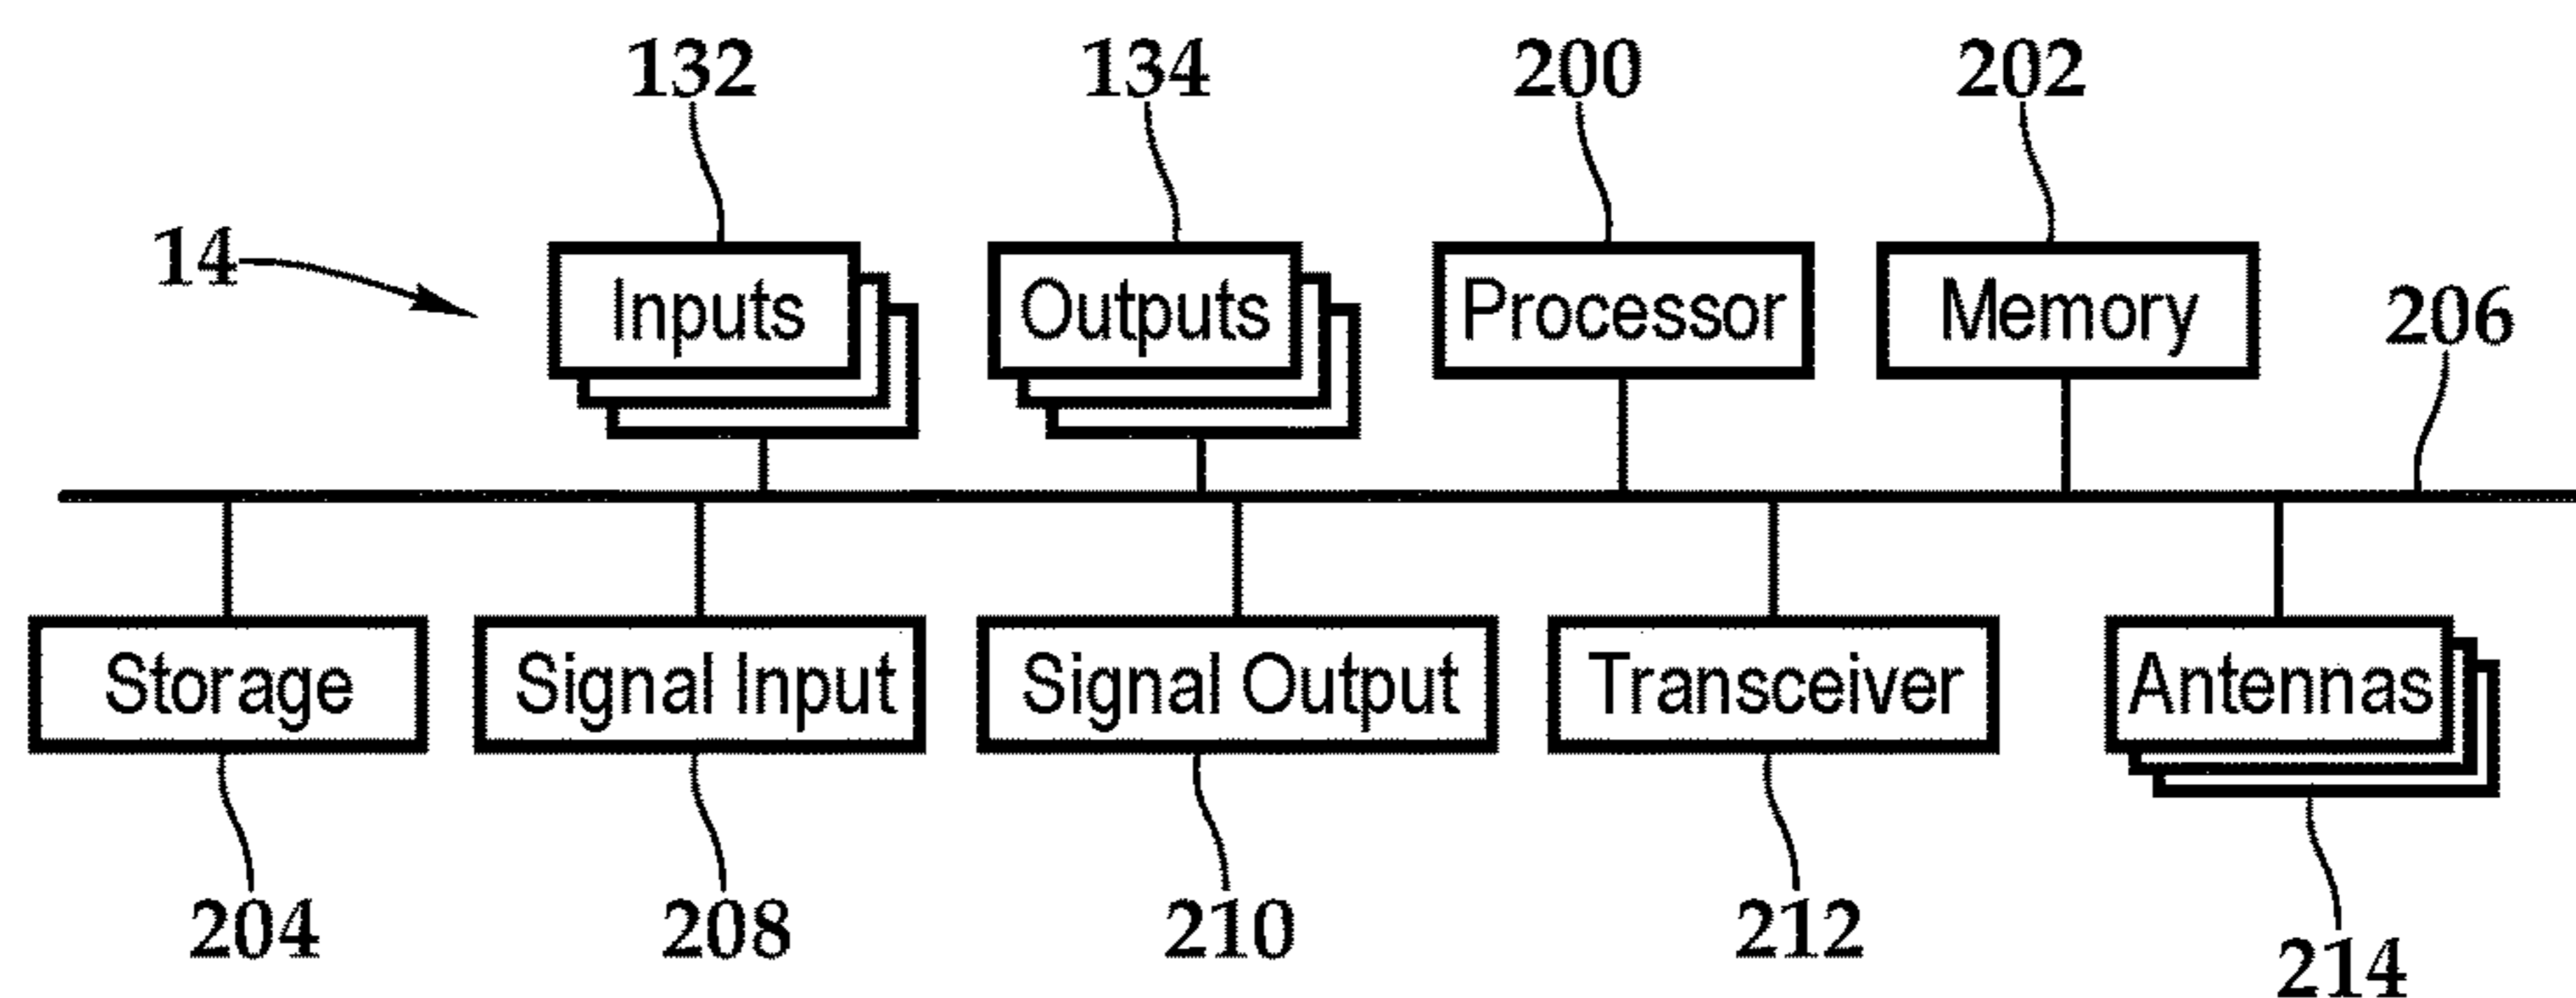 132 134 200 202
14
Inputs Outputs Processor Memory
206
Storage Signal Input Signal Output Transceiver Antennas
204 208 210 212
214